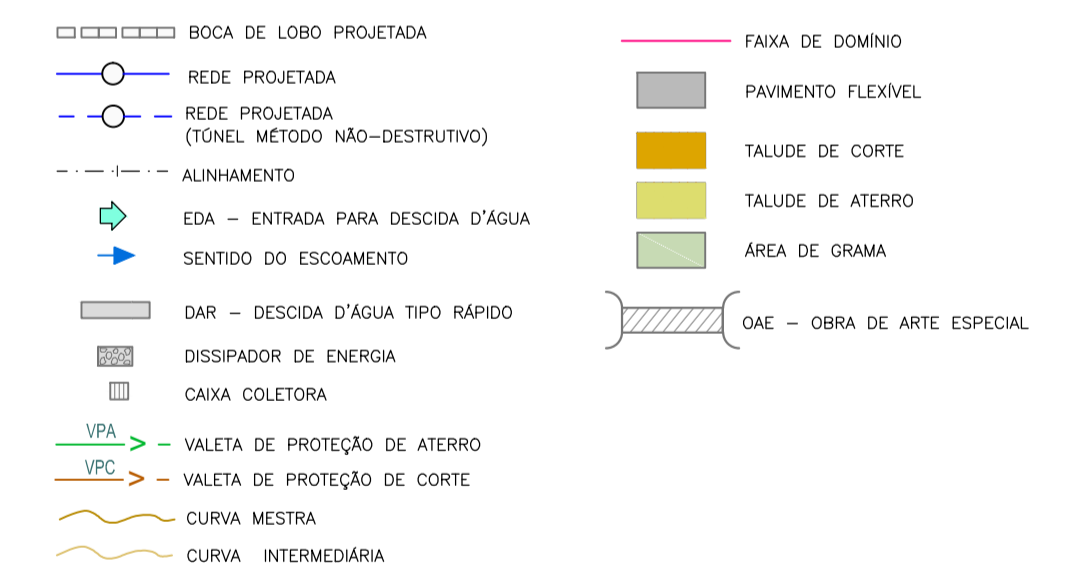 BOCA DE LOBO PROJETADA
REDE PROJETADA
REDE PROJETADA
(TÚNEL MÉTODO NÃO-DESTRUTIVO)
ALINHAMENTO
EDA – ENTRADA PARA DESCIDA D'ÁGUA
SENTIDO DO ESCOAMENTO
DAR – DESCIDA D'ÁGUA TIPO RÁPIDO
DISSIPADOR DE ENERGIA
CAIXA COLETORA
VPA VALETA DE PROTEÇÃO DE ATERRO
VPC VALETA DE PROTEÇÃO DE CORTE
CURVA MESTRA
CURVA INTERMEDIÁRIA
FAIXA DE DOMÍNIO
PAVIMENTO FLEXÍVEL
TALUDE DE CORTE
TALUDE DE ATERRO
ÁREA DE GRAMA
OAE – OBRA DE ARTE ESPECIAL